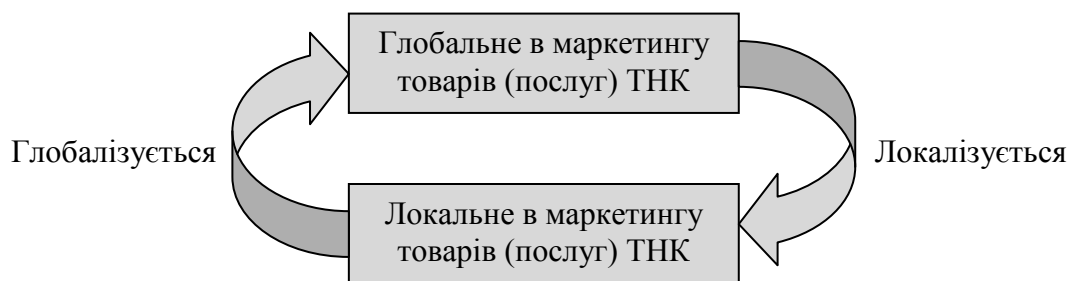 Глобальне в маркетингу
товарів (послуг) ТНК
Глобалізується
Локалізується
Локальне в маркетингу
товарів (послуг) ТНК